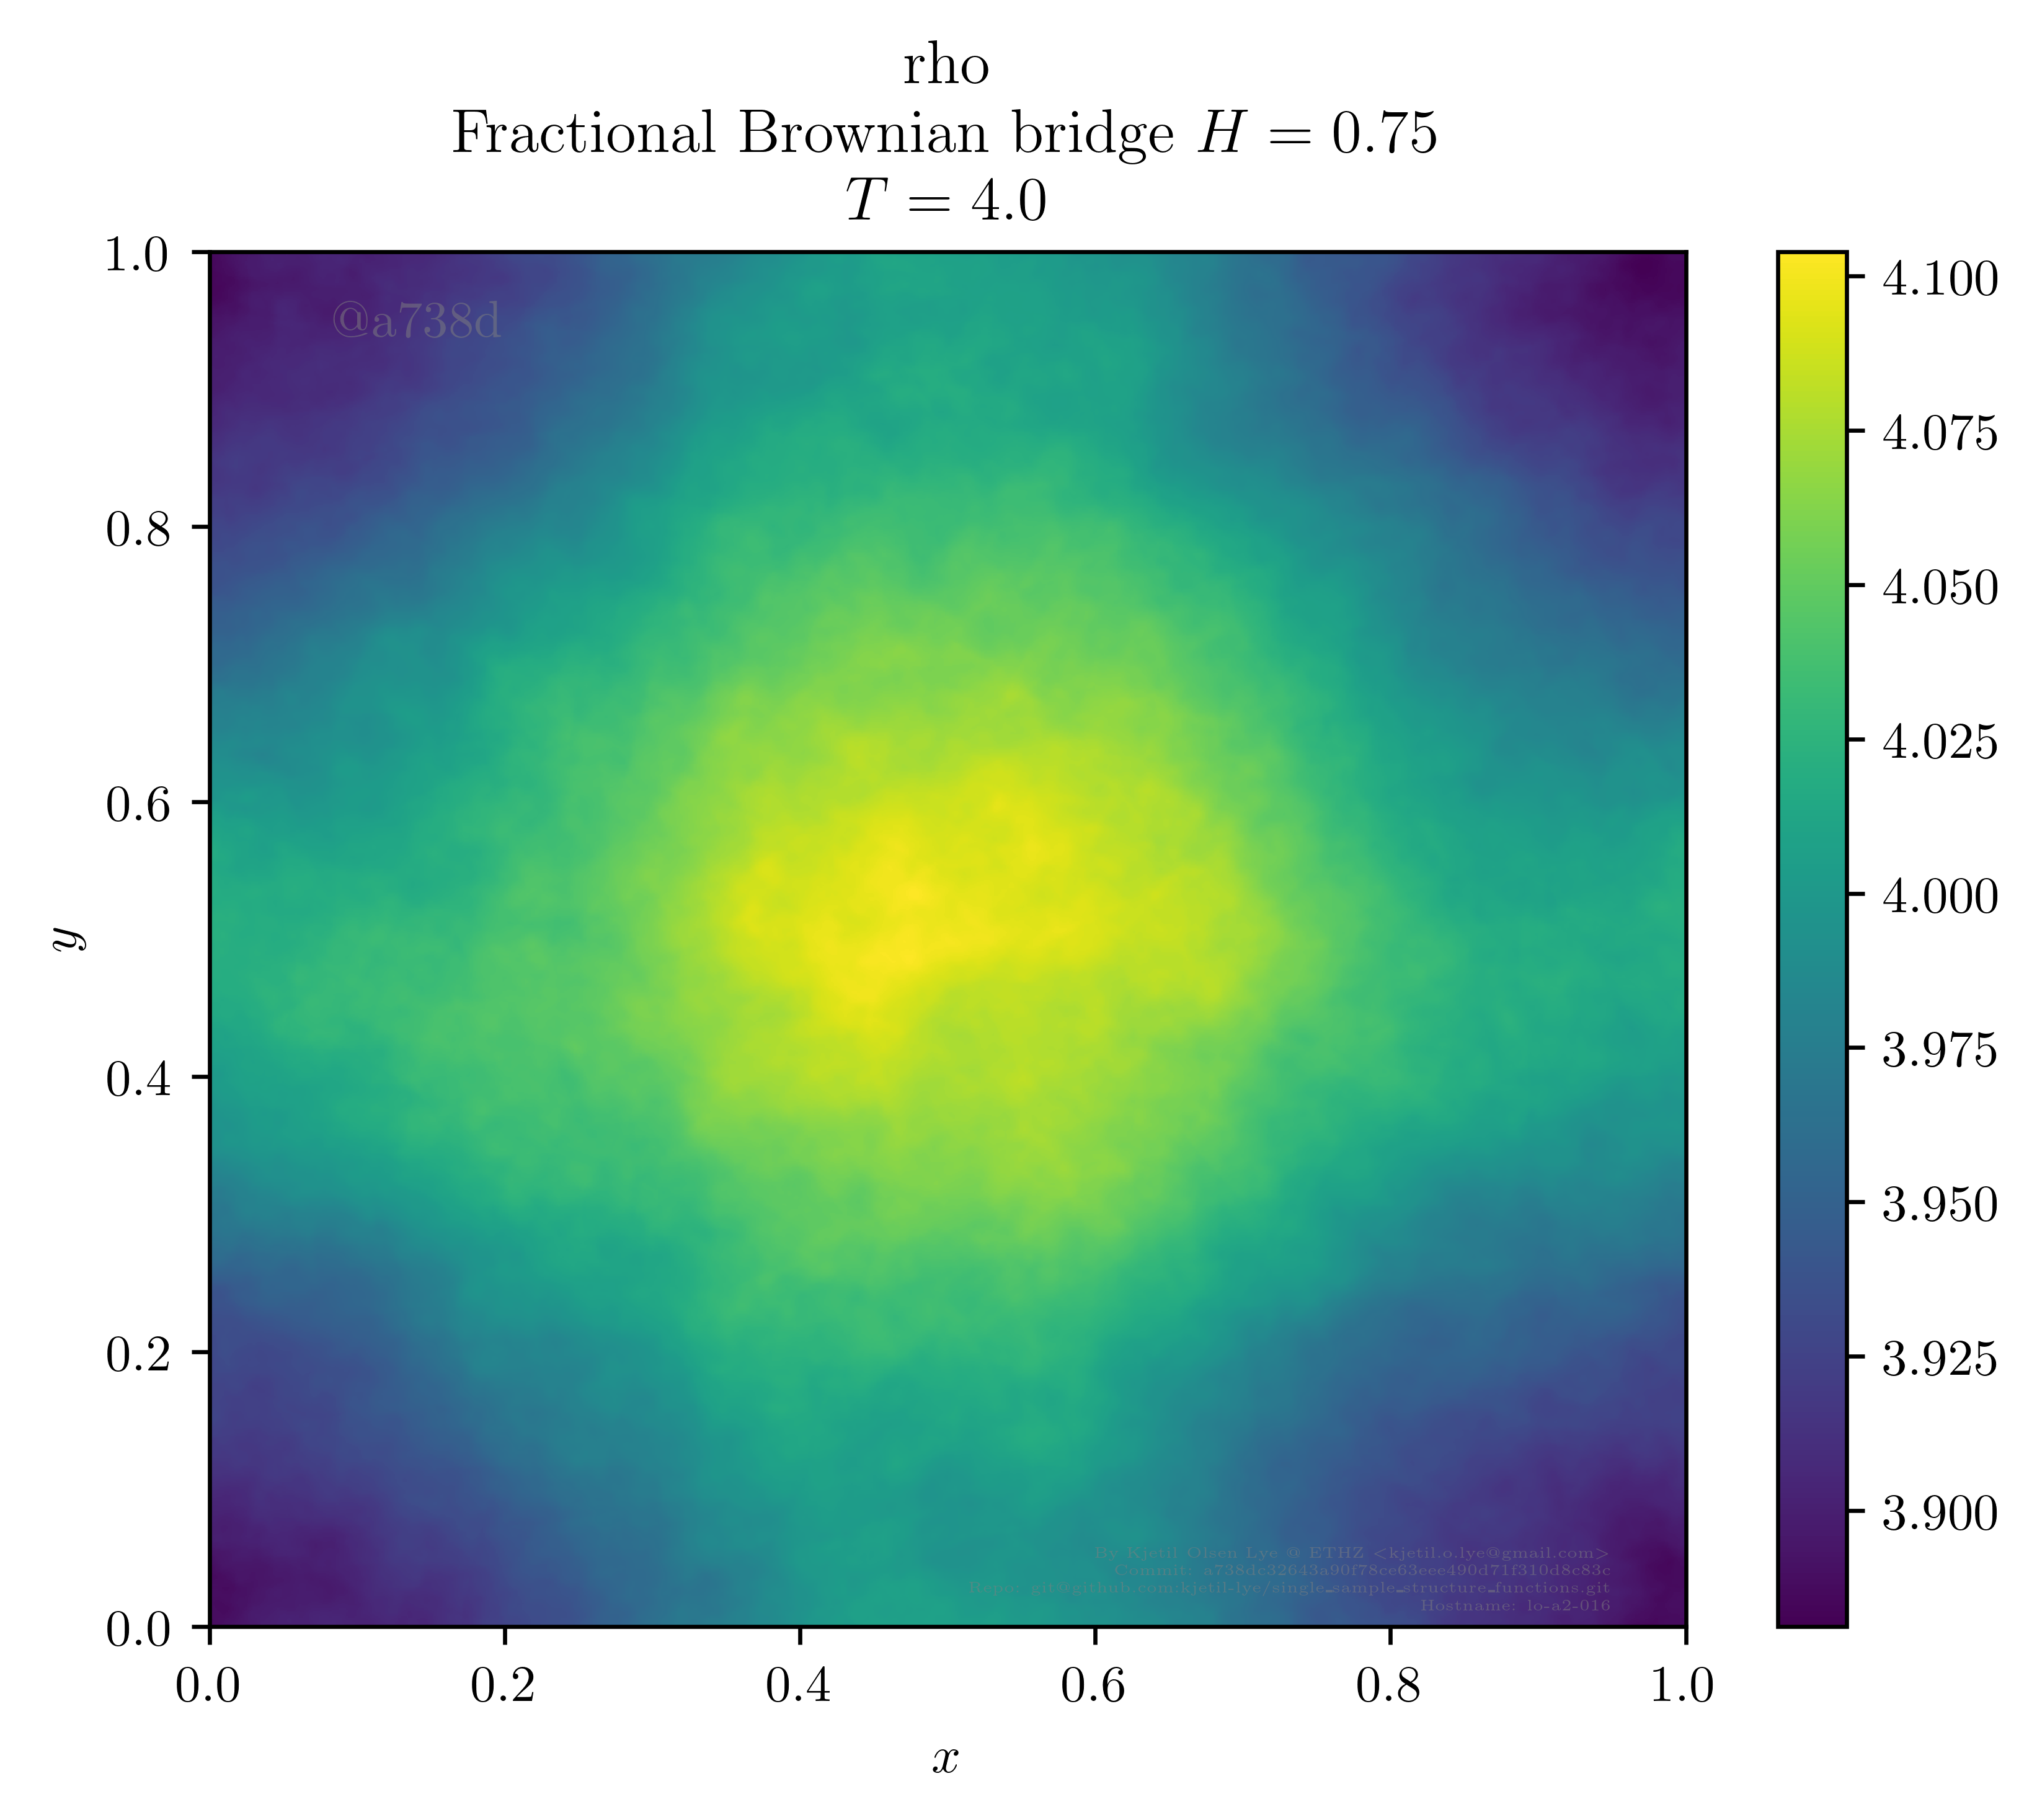 rho
Fractional Brownian bridge H = 0.75
T = 4.0
1.0
0.8
0.6
0.4
0.2
0.0
y
@a738d
By Kjetil Olsen Lye @ ETHZ <kjetil.o.lye@gmail.com>
Commit: a738dc32643a90f78ce63eee490d71f310d8c83c
Repo: git@github.com:kjetil-lye/single_sample_structure_functions.git
Hostname: lo-a2-016
0.0 0.2 0.4 0.6 0.8 1.0
x
4.100
4.075
4.050
4.025
4.000
3.975
3.950
3.925
3.900